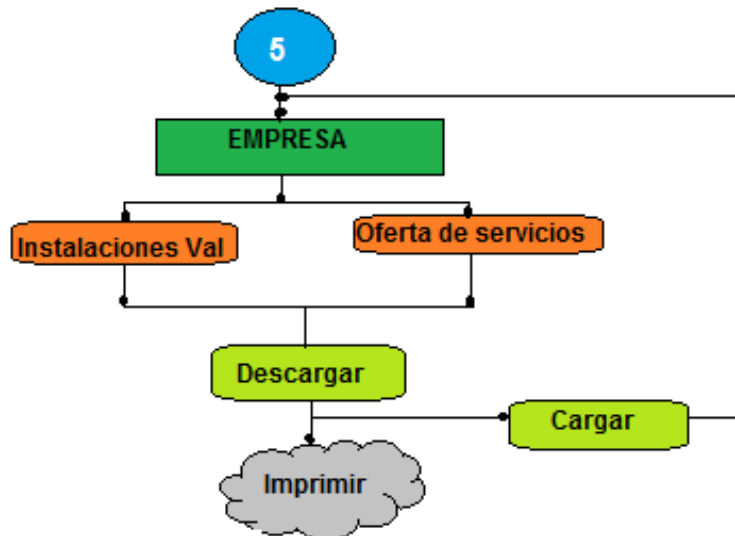 5
EMPRESA
Instalaciones Val
Oferta de servicios
Descargar
Cargar
Imprimir